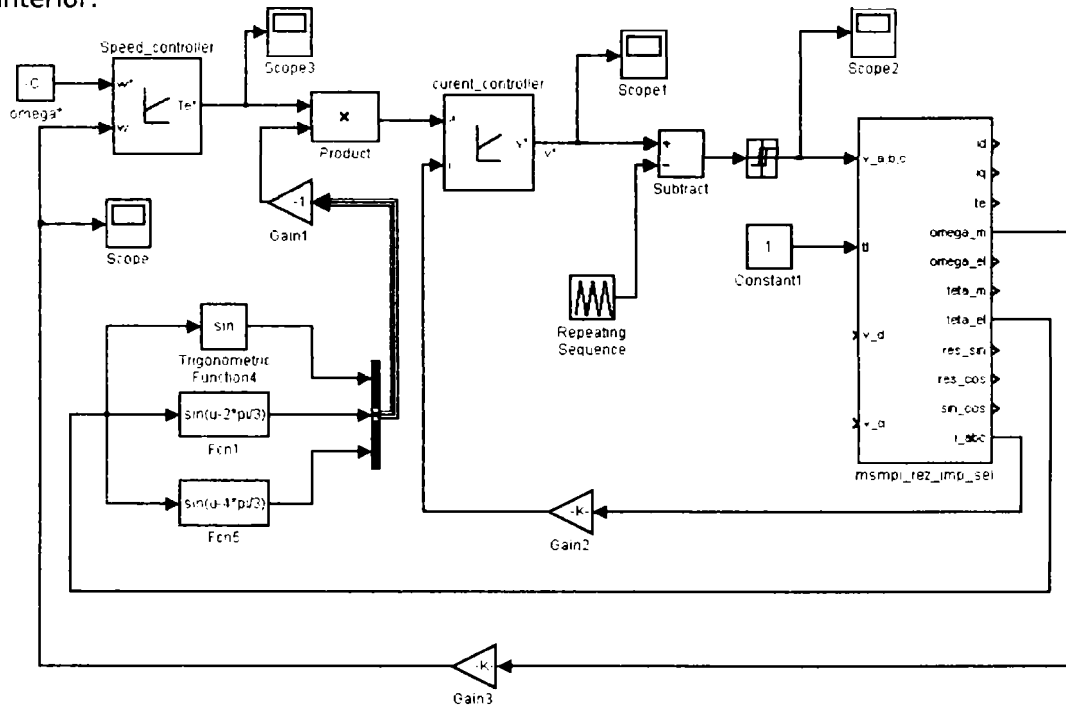 interior.
Speed_controller
Scope3
-C-
omega*
w*
w
Te*
x
Product
curent_controller
v*
v*
Scope1
+
−
Subtract
Scope2
v_a,b,c
tl
v_d
v_q
id
iq
te
omega_m
omega_el
teta_m
teta_el
res_sin
res_cos
sin_cos
i_abc
msmpi_rez_imp_sel
1
Constant1
Repeating
Sequence
-1
Gain1
Scope
sin
Trigonometric
Function4
sin(u-2*pi/3)
Fcn1
sin(u-4*pi/3)
Fcn5
-K-
Gain2
-K-
Gain3